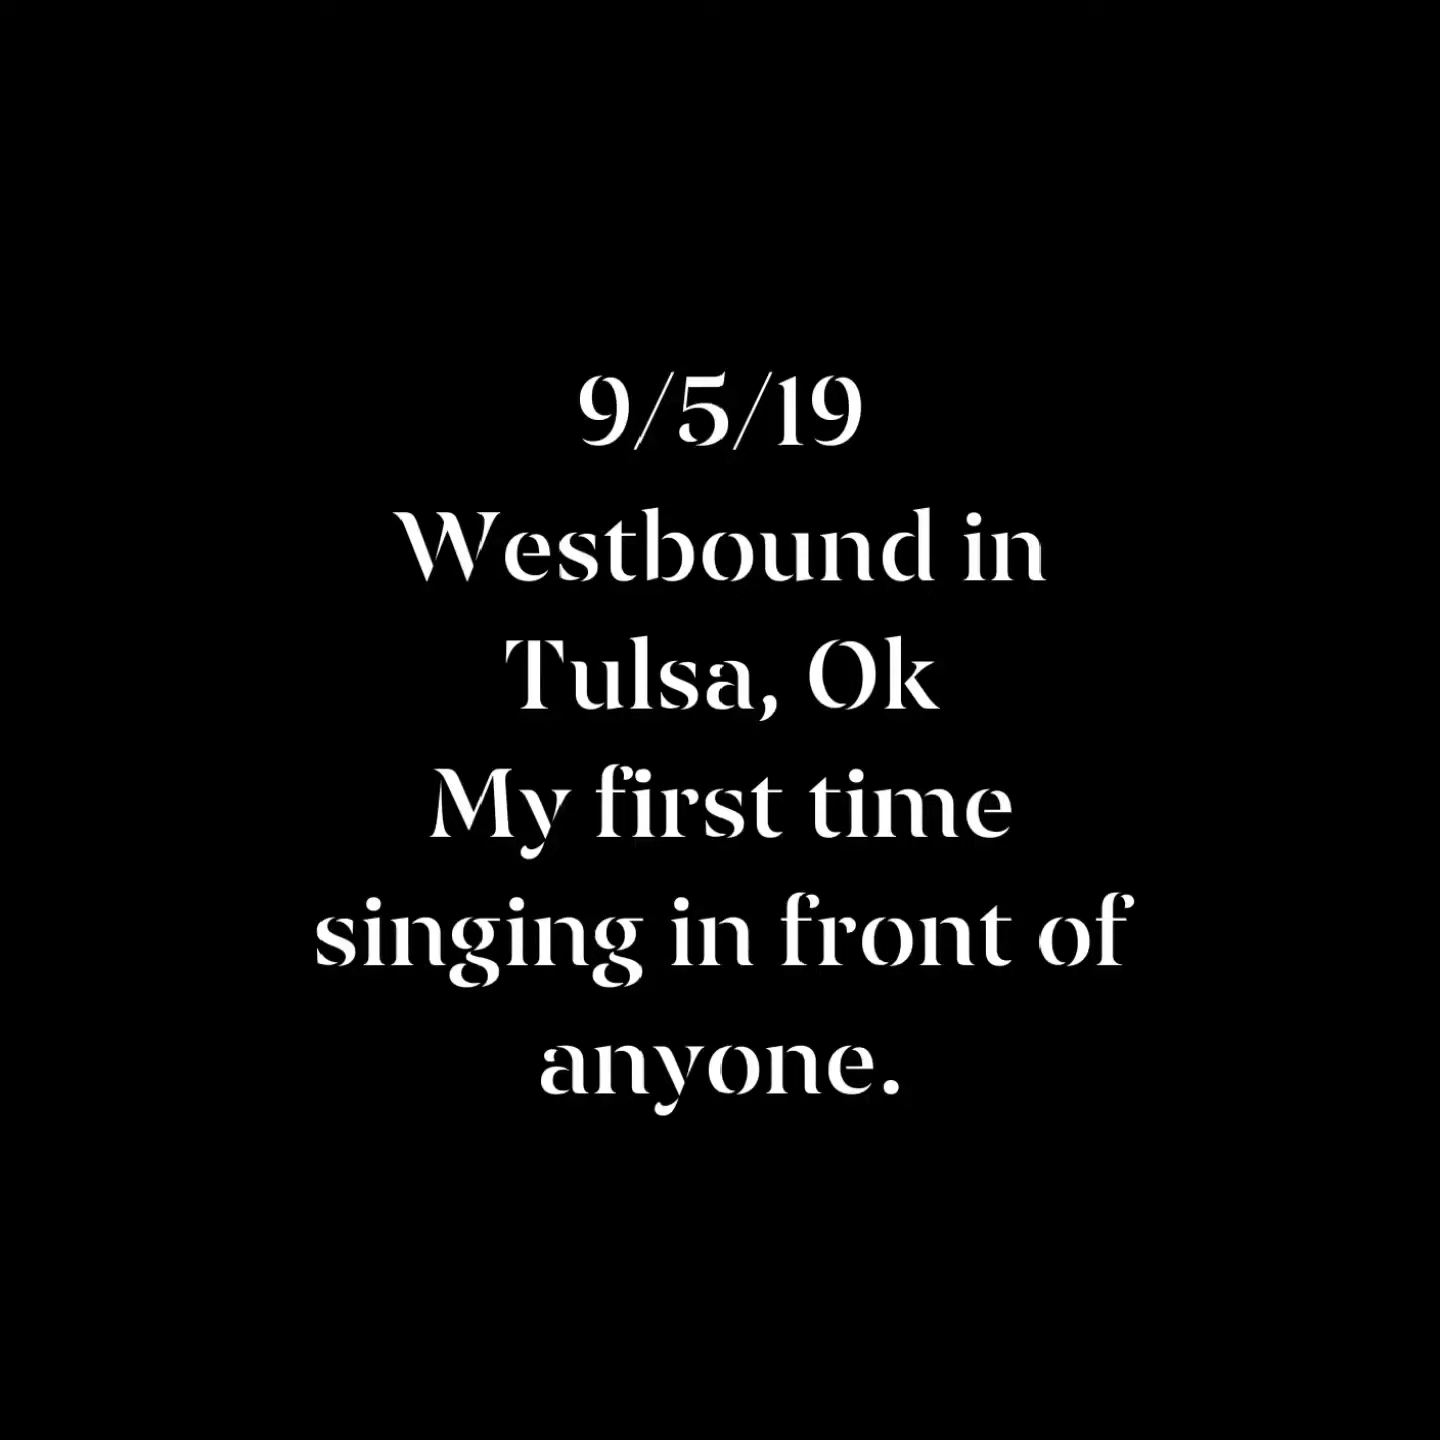 9/5/19
Westbound in
Tulsa, Ok
My first time
singing in front of
anyone.